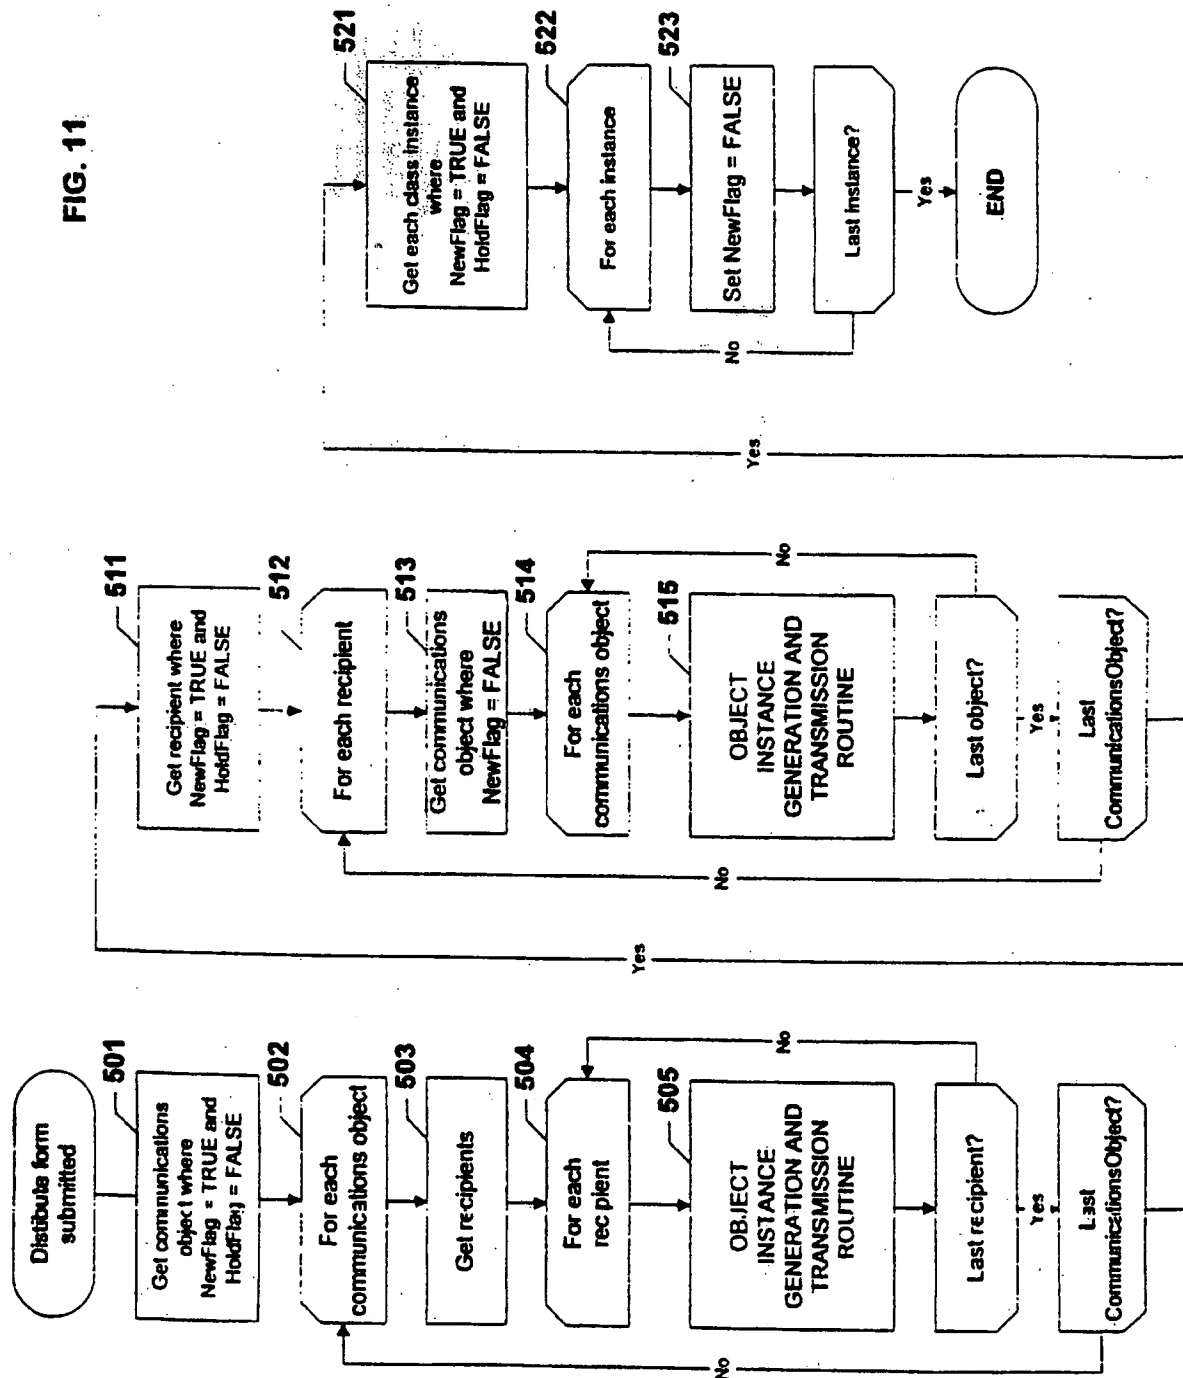 FIG. 11
Distibute form
submitted
501
Get communications
object where
NewFlag = TRUE and
HoldFlag = FALSE
502
For each
communications object
503
Get recipients
504
For each
recpient
505
OBJECT
INSTANCE
GENERATION AND
TRANSMISSION
ROUTINE
Last recipient?
No
Yes
Last
CommunicationsObject?
No
Yes
511
Get recipient where
NewFlag = TRUE and
HoldFlag = FALSE
512
For each recipient
513
Get communications
object where
NewFlag = FALSE
514
For each
communications object
515
OBJECT
INSTANCE
GENERATION AND
TRANSMISSION
ROUTINE
Last object?
No
Yes
Last
CommunicationsObject?
No
Yes
521
Get each class instance
where
NewFlag = TRUE and
HoldFlag = FALSE
522
For each instance
523
Set NewFlag = FALSE
Last instance?
No
Yes
END